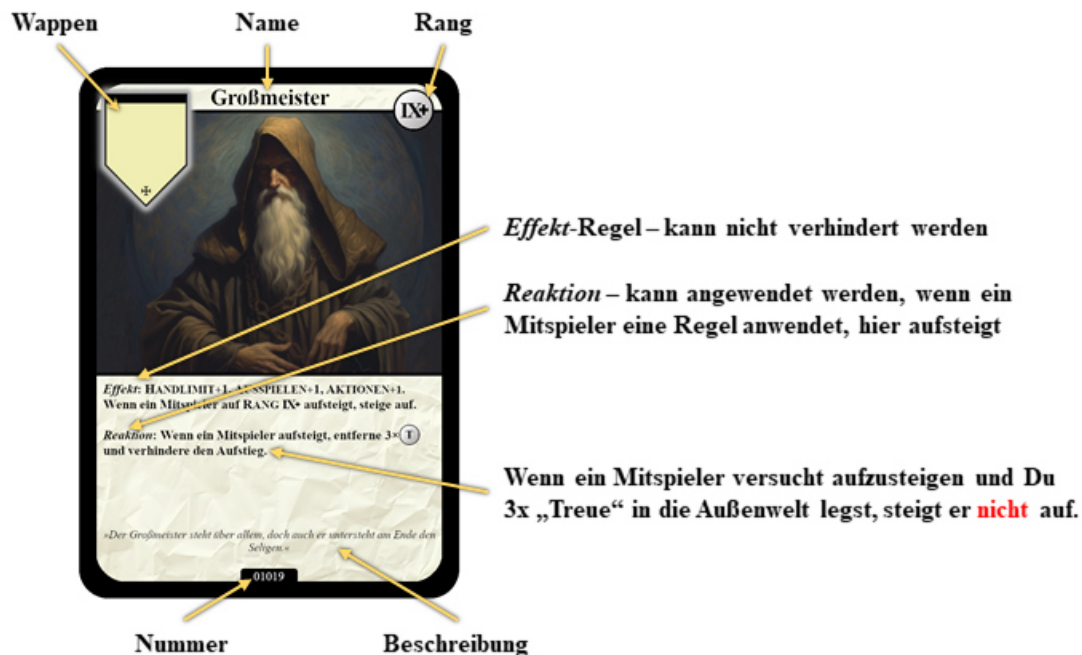 Wappen
Name
Rang
Großmeister
IX+
Effekt-Regel – kann nicht verhindert werden
Reaktion – kann angewendet werden, wenn ein
Mitspieler eine Regel anwendet, hier aufsteigt
Effekt: HANDLIMIT+1, AUSSPIELEN+1, AKTIONEN+1.
Wenn ein Mitspieler auf RANG IX+ aufsteigt, steige auf.
Reaktion: Wenn ein Mitspieler aufsteigt, entferne 3× T
und verhindere den Aufstieg.
Wenn ein Mitspieler versucht aufzusteigen und Du
3x „Treue“ in die Außenwelt legst, steigt er nicht auf.
»Der Großmeister steht über allem, doch auch er untersteht am Ende den
Seligen.«
01019
Nummer
Beschreibung